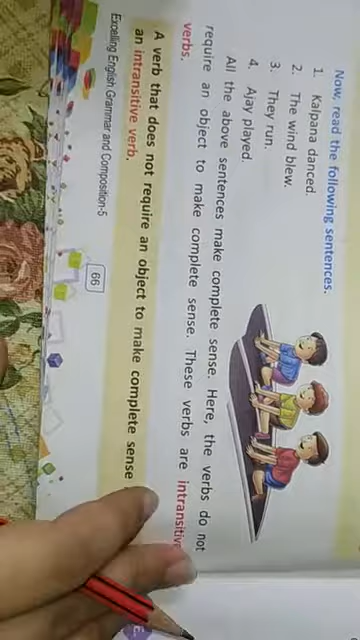 Now, read the following sentences.
1. Kalpana danced.
2. The wind blew.
3. They run.
4. Ajay played.
All the above sentences make complete sense. Here, the verbs do not
require an object to make complete sense. These verbs are intransitiv
verbs.
A verb that does not require an object to make complete sense
an intransitive verb.
Excelling English Grammar and Composition-5
66